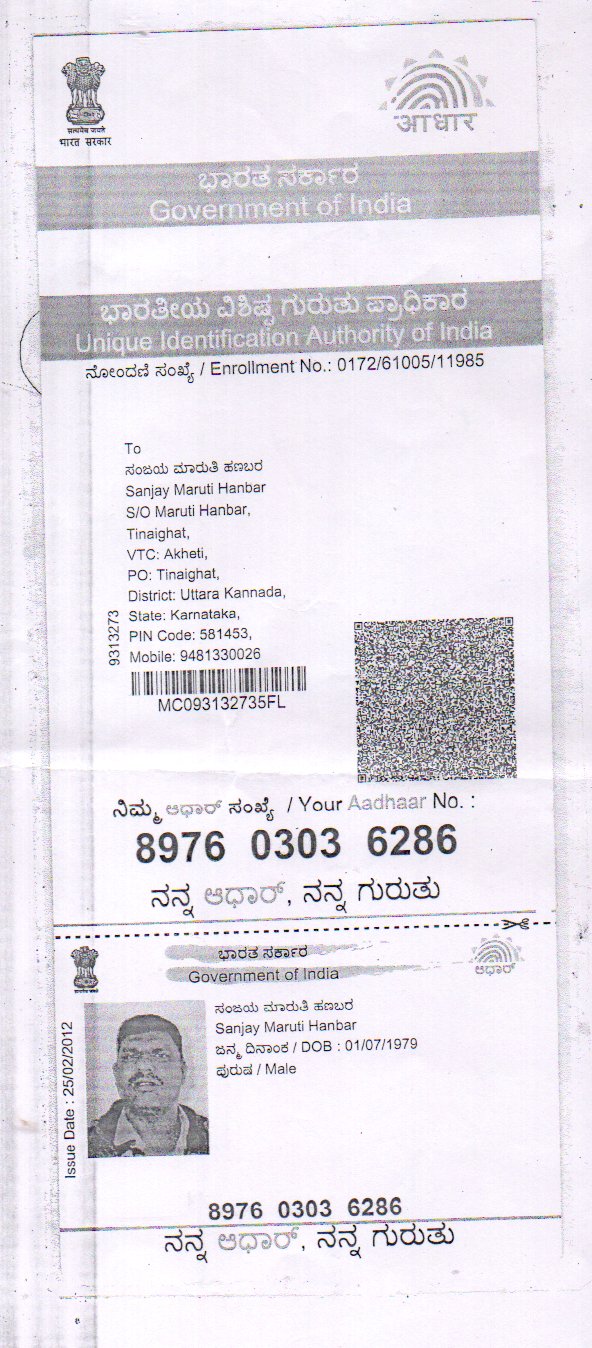 सत्यमेव जयते
भारत सरकार
आधार
ಭಾರತ ಸರ್ಕಾರ
Government of India
ಭಾರತೀಯ ವಿಶಿಷ್ಟ ಗುರುತು ಪ್ರಾಧಿಕಾರ
Unique Identification Authority of India
ನೋಂದಣಿ ಸಂಖ್ಯೆ / Enrollment No.: 0172/61005/11985
To
ಸಂಜಯ ಮಾರುತಿ ಹಣಬರ
Sanjay Maruti Hanbar
S/O Maruti Hanbar,
Tinaighat,
VTC: Akheti,
PO: Tinaighat,
District: Uttara Kannada,
State: Karnataka,
PIN Code: 581453,
Mobile: 9481330026
9313273
MC093132735FL
ನಿಮ್ಮ ಆಧಾರ್ ಸಂಖ್ಯೆ / Your Aadhaar No. :
8976 0303 6286
ನನ್ನ ಆಧಾರ್, ನನ್ನ ಗುರುತು
ಭಾರತ ಸರ್ಕಾರ
Government of India
ಆಧಾರ್
ಸಂಜಯ ಮಾರುತಿ ಹಣಬರ
Sanjay Maruti Hanbar
ಜನ್ಮ ದಿನಾಂಕ / DOB : 01/07/1979
ಪುರುಷ / Male
Issue Date : 25/02/2012
8976 0303 6286
ನನ್ನ ಆಧಾರ್, ನನ್ನ ಗುರುತು